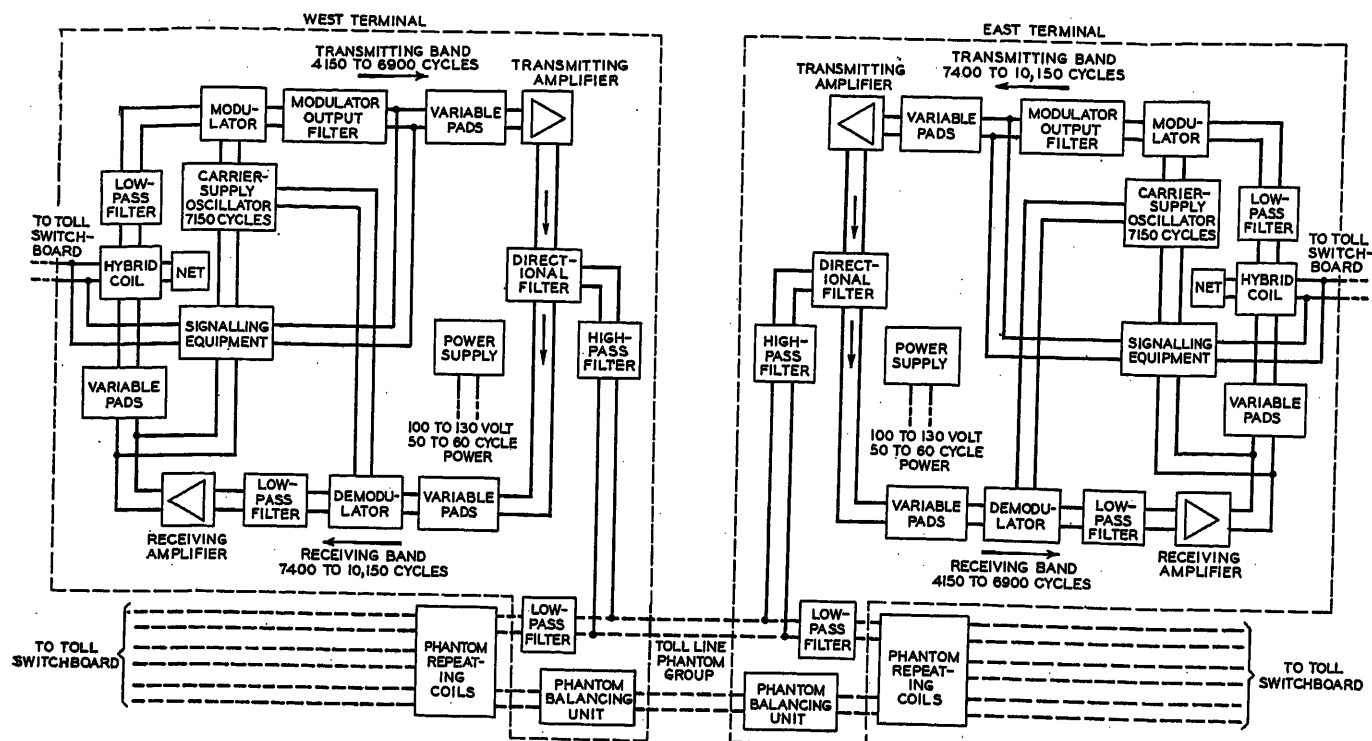 WEST TERMINAL
TRANSMITTING BAND
4150 TO 6900 CYCLES
TRANSMITTING
AMPLIFIER
MODU-
LATOR
MODULATOR
OUTPUT
FILTER
VARIABLE
PADS
LOW-
PASS
FILTER
CARRIER-
SUPPLY
OSCILLATOR
7150 CYCLES
TO TOLL
SWITCH-
BOARD
HYBRID
COIL
NET
DIRECT-
IONAL
FILTER
SIGNALLING
EQUIPMENT
POWER
SUPPLY
HIGH-
PASS
FILTER
VARIABLE
PADS
100 TO 130 VOLT
50 TO 60 CYCLE
POWER
LOW-
PASS
FILTER
DEMODU-
LATOR
VARIABLE
PADS
RECEIVING
AMPLIFIER
RECEIVING BAND
7400 TO 10,150 CYCLES
EAST TERMINAL
TRANSMITTING
AMPLIFIER
TRANSMITTING BAND
7400 TO 10,150 CYCLES
VARIABLE
PADS
MODULATOR
OUTPUT
FILTER
MODU-
LATOR
CARRIER-
SUPPLY
OSCILLATOR
7150 CYCLES
LOW-
PASS
FILTER
TO TOLL
SWITCH-
BOARD
DIRECT-
IONAL
FILTER
NET
HYBRID
COIL
HIGH-
PASS
FILTER
POWER
SUPPLY
SIGNALLING
EQUIPMENT
VARIABLE
PADS
100 TO 130 VOLT
50 TO 60 CYCLE
POWER
VARIABLE
PADS
DEMODU-
LATOR
LOW-
PASS
FILTER
RECEIVING BAND
4150 TO 6900 CYCLES
RECEIVING
AMPLIFIER
TO TOLL
SWITCHBOARD
PHANTOM
REPEAT-
ING
COILS
LOW-
PASS
FILTER
PHANTOM
BALANCING
UNIT
TOLL LINE
PHANTOM
GROUP
LOW-
PASS
FILTER
PHANTOM
BALANCING
UNIT
PHANTOM
REPEAT-
ING
COILS
TO TOLL
SWITCHBOARD